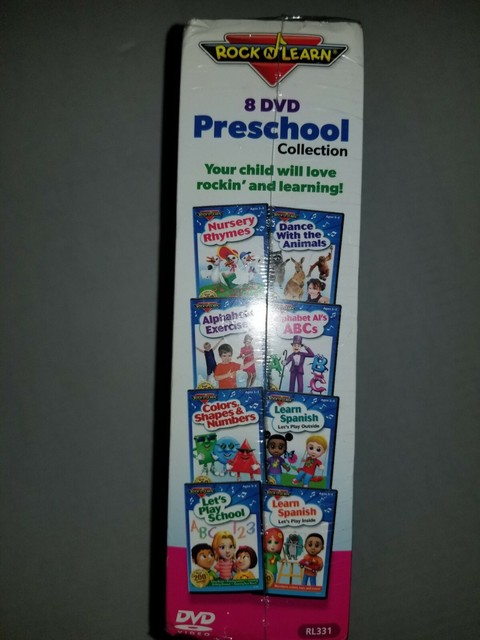 ROCK N LEARN®
8 DVD
Preschool
Collection
Your child will love
rockin' and learning!
Nursery
Rhymes
Dance
With the
Animals
Alphabet
Exercise
Alphabet Al's
ABCs
Colors,
Shapes &
Numbers
Learn
Spanish
Let's Play Outside
Let's
Play
School
ABC 123
Learn
Spanish
Let's Play Inside
DVD
VIDEO
RL331